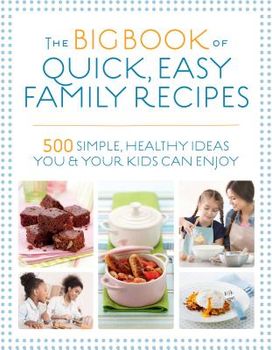 THE BIG BOOK OF
QUICK, EASY
FAMILY RECIPES
500 SIMPLE, HEALTHY IDEAS
YOU & YOUR KIDS CAN ENJOY